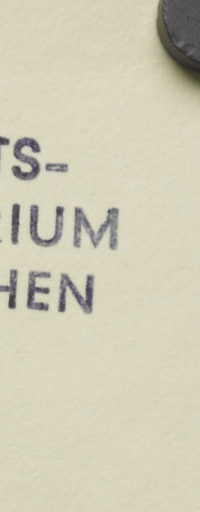 TS-
RIUM
HEN